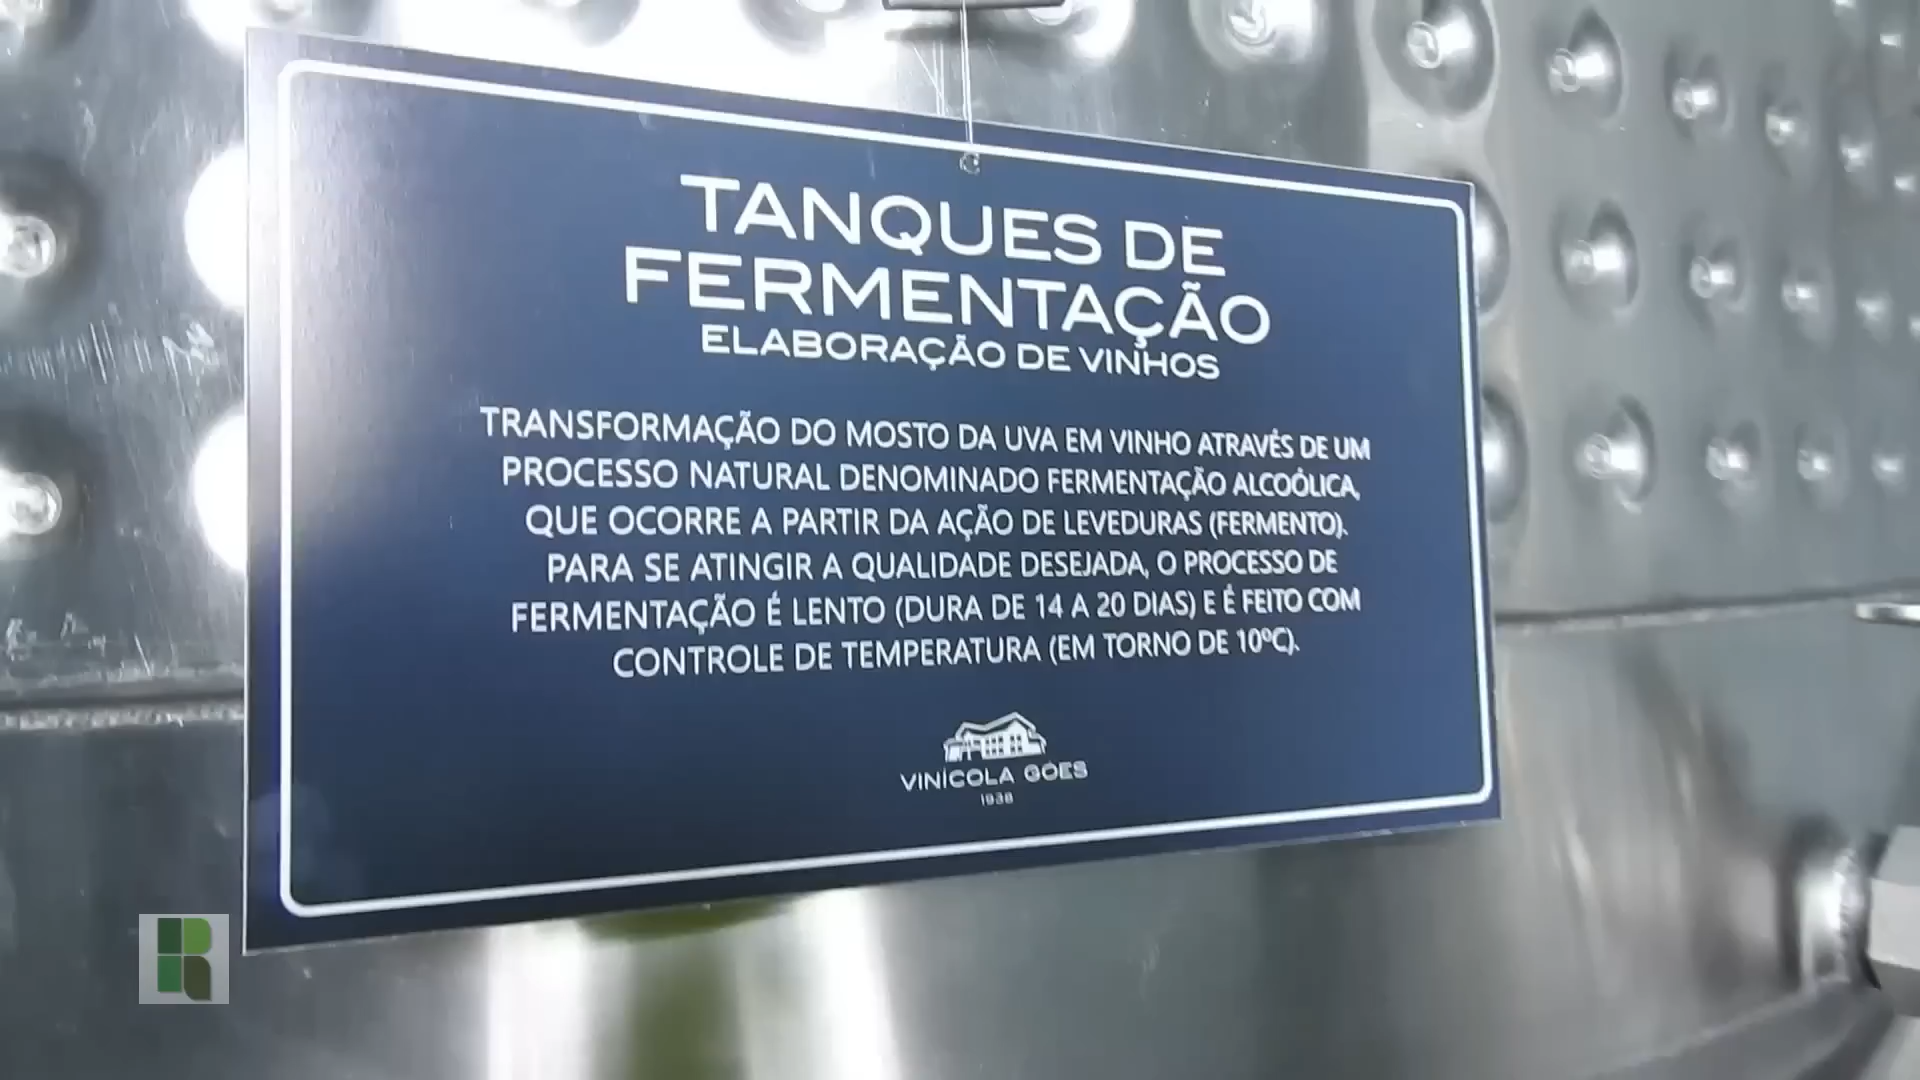 TANQUES DE
FERMENTAÇÃO
ELABORAÇÃO DE VINHOS
TRANSFORMAÇÃO DO MOSTO DA UVA EM VINHO ATRAVÉS DE UM
PROCESSO NATURAL DENOMINADO FERMENTAÇÃO ALCOÓLICA,
QUE OCORRE A PARTIR DA AÇÃO DE LEVEDURAS (FERMENTO).
PARA SE ATINGIR A QUALIDADE DESEJADA, O PROCESSO DE
FERMENTAÇÃO É LENTO (DURA DE 14 A 20 DIAS) E É FEITO COM
CONTROLE DE TEMPERATURA (EM TORNO DE 10ºC).
VINÍCOLA GÓES
1938
R